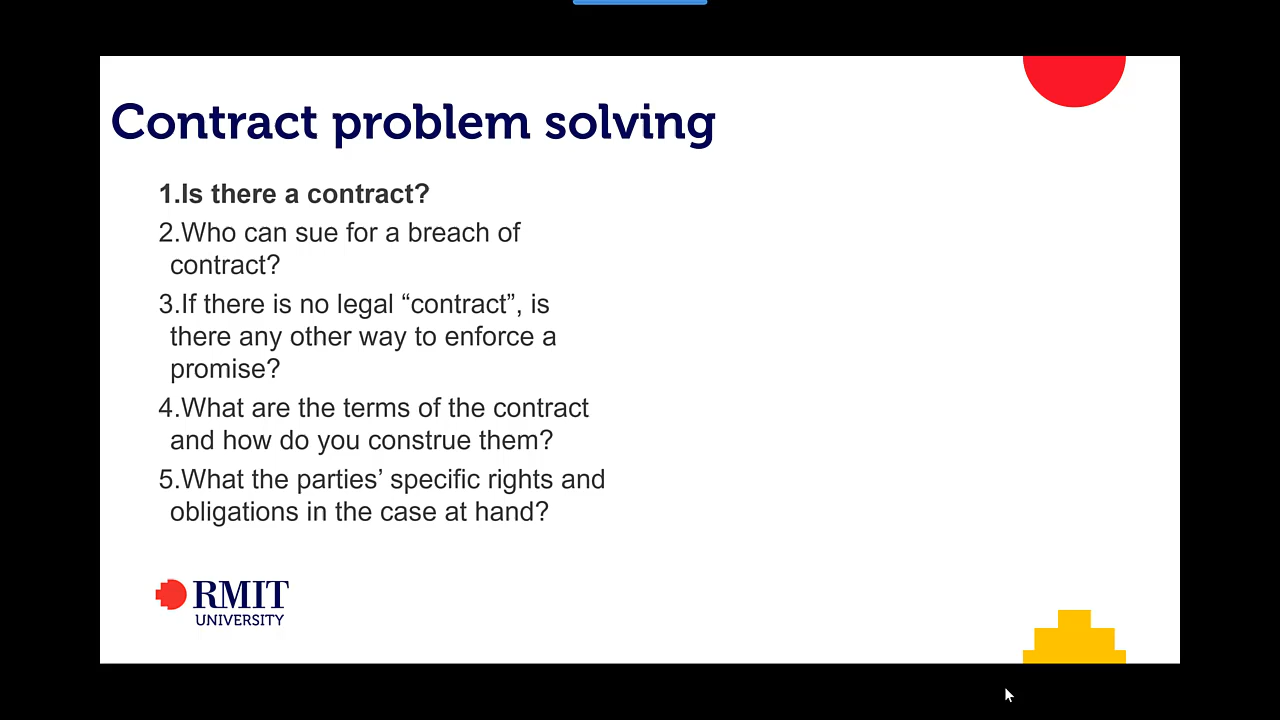 Contract problem solving
1.Is there a contract?
2.Who can sue for a breach of
contract?
3.If there is no legal “contract”, is
there any other way to enforce a
promise?
4.What are the terms of the contract
and how do you construe them?
5.What the parties’ specific rights and
obligations in the case at hand?
RMIT
UNIVERSITY